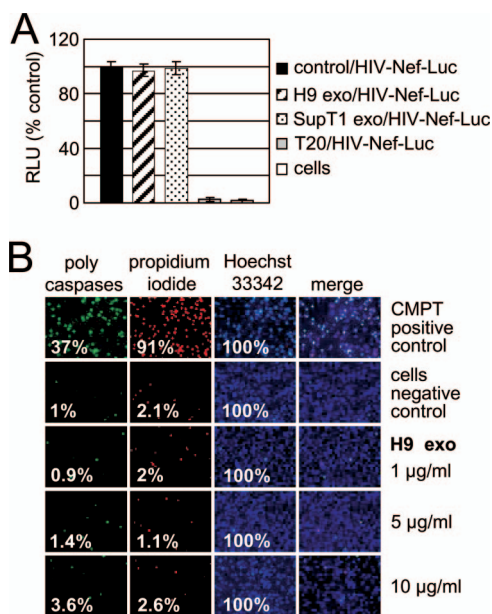 A
RLU (% control)
120
80
40
0
control/HIV-Nef-Luc
H9 exo/HIV-Nef-Luc
SupT1 exo/HIV-Nef-Luc
T20/HIV-Nef-Luc
cells
B
poly caspases
propidium iodide
Hoechst 33342
merge
37%
91%
100%
CMPT positive control
1%
2.1%
100%
cells negative control
H9 exo
0.9%
2%
100%
1 µg/ml
1.4%
1.1%
100%
5 µg/ml
3.6%
2.6%
100%
10 µg/ml